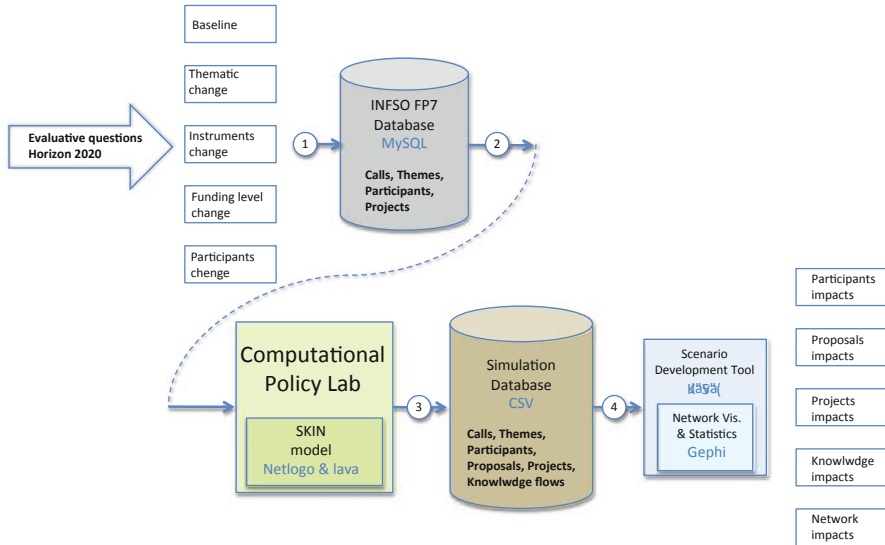 Baseline
Thematic
change
Evaluative questions
Horizon 2020
Instruments
change
Funding level
change
Participants
chenge
1
INFSO FP7
Database
MySQL
Calls, Themes,
Participants,
Projects
2
Computational
Policy Lab
SKIN
model
Netlogo & lava
3
Simulation
Database
CSV
Calls, Themes,
Participants,
Proposals, Projects,
Knowlwdge flows
4
Scenario
Development Tool
Network Vis.
& Statistics
Gephi
Participants
impacts
Proposals
impacts
Projects
impacts
Knowlwdge
impacts
Network
impacts